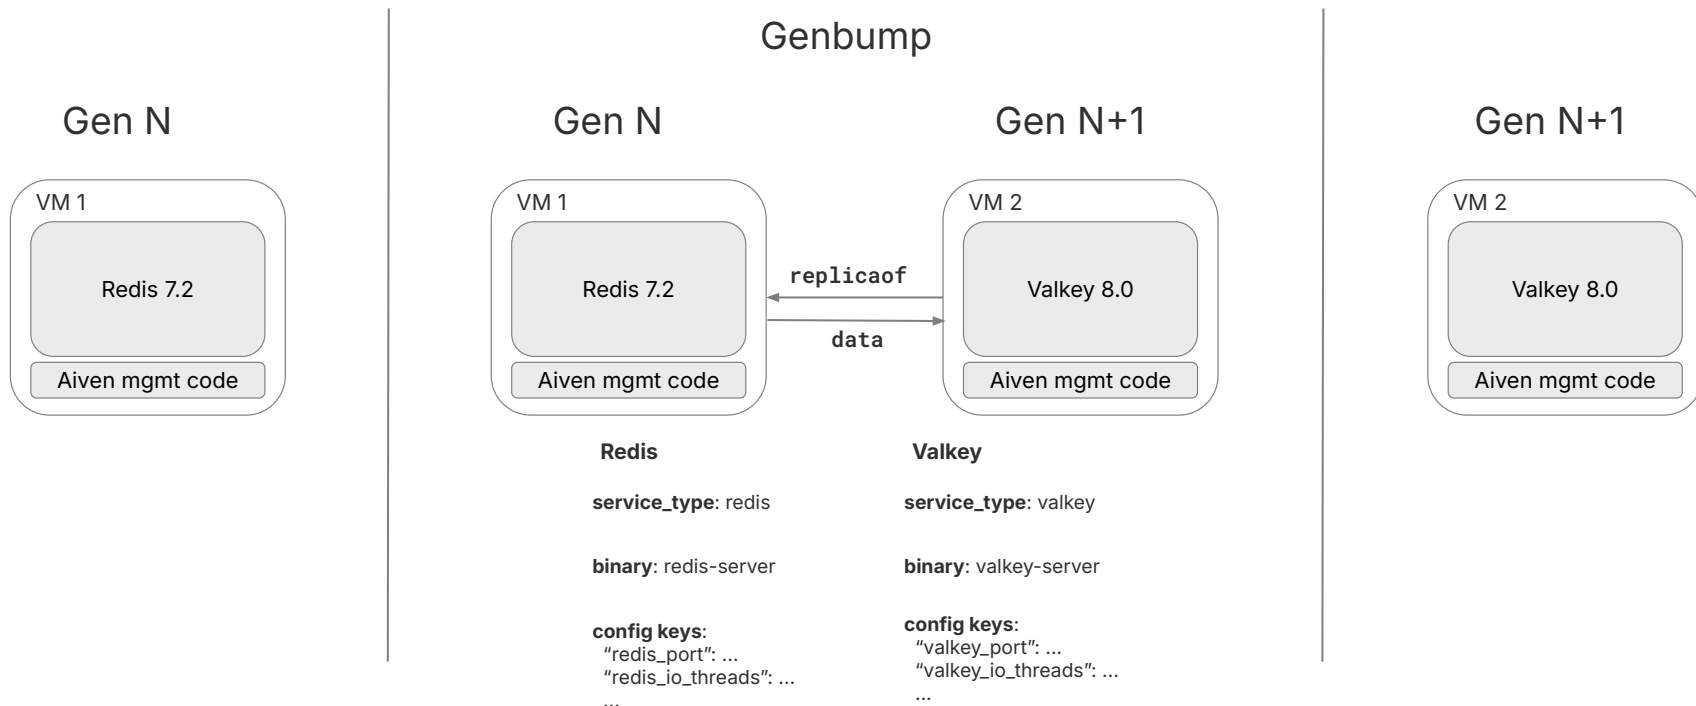 Genbump
Gen N
Gen N
Gen N+1
Gen N+1
VM 1
Redis 7.2
Aiven mgmt code
VM 1
Redis 7.2
Aiven mgmt code
replicaof
data
VM 2
Valkey 8.0
Aiven mgmt code
VM 2
Valkey 8.0
Aiven mgmt code
Redis
service_type: redis
binary: redis-server
config keys:
“redis_port”: ...
“redis_io_threads”: ...
...
Valkey
service_type: valkey
binary: valkey-server
config keys:
“valkey_port”: ...
“valkey_io_threads”: ...
...